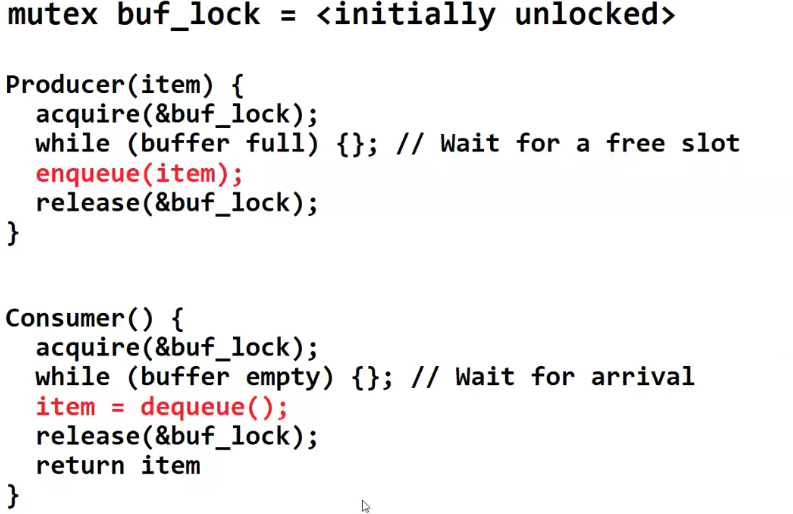 mutex buf_lock = <initially unlocked>
Producer(item) {
acquire(&buf_lock);
while (buffer full) {}; // Wait for a free slot
enqueue(item);
release(&buf_lock);
}
Consumer() {
acquire(&buf_lock);
while (buffer empty) {}; // Wait for arrival
item = dequeue();
release(&buf_lock);
return item
}